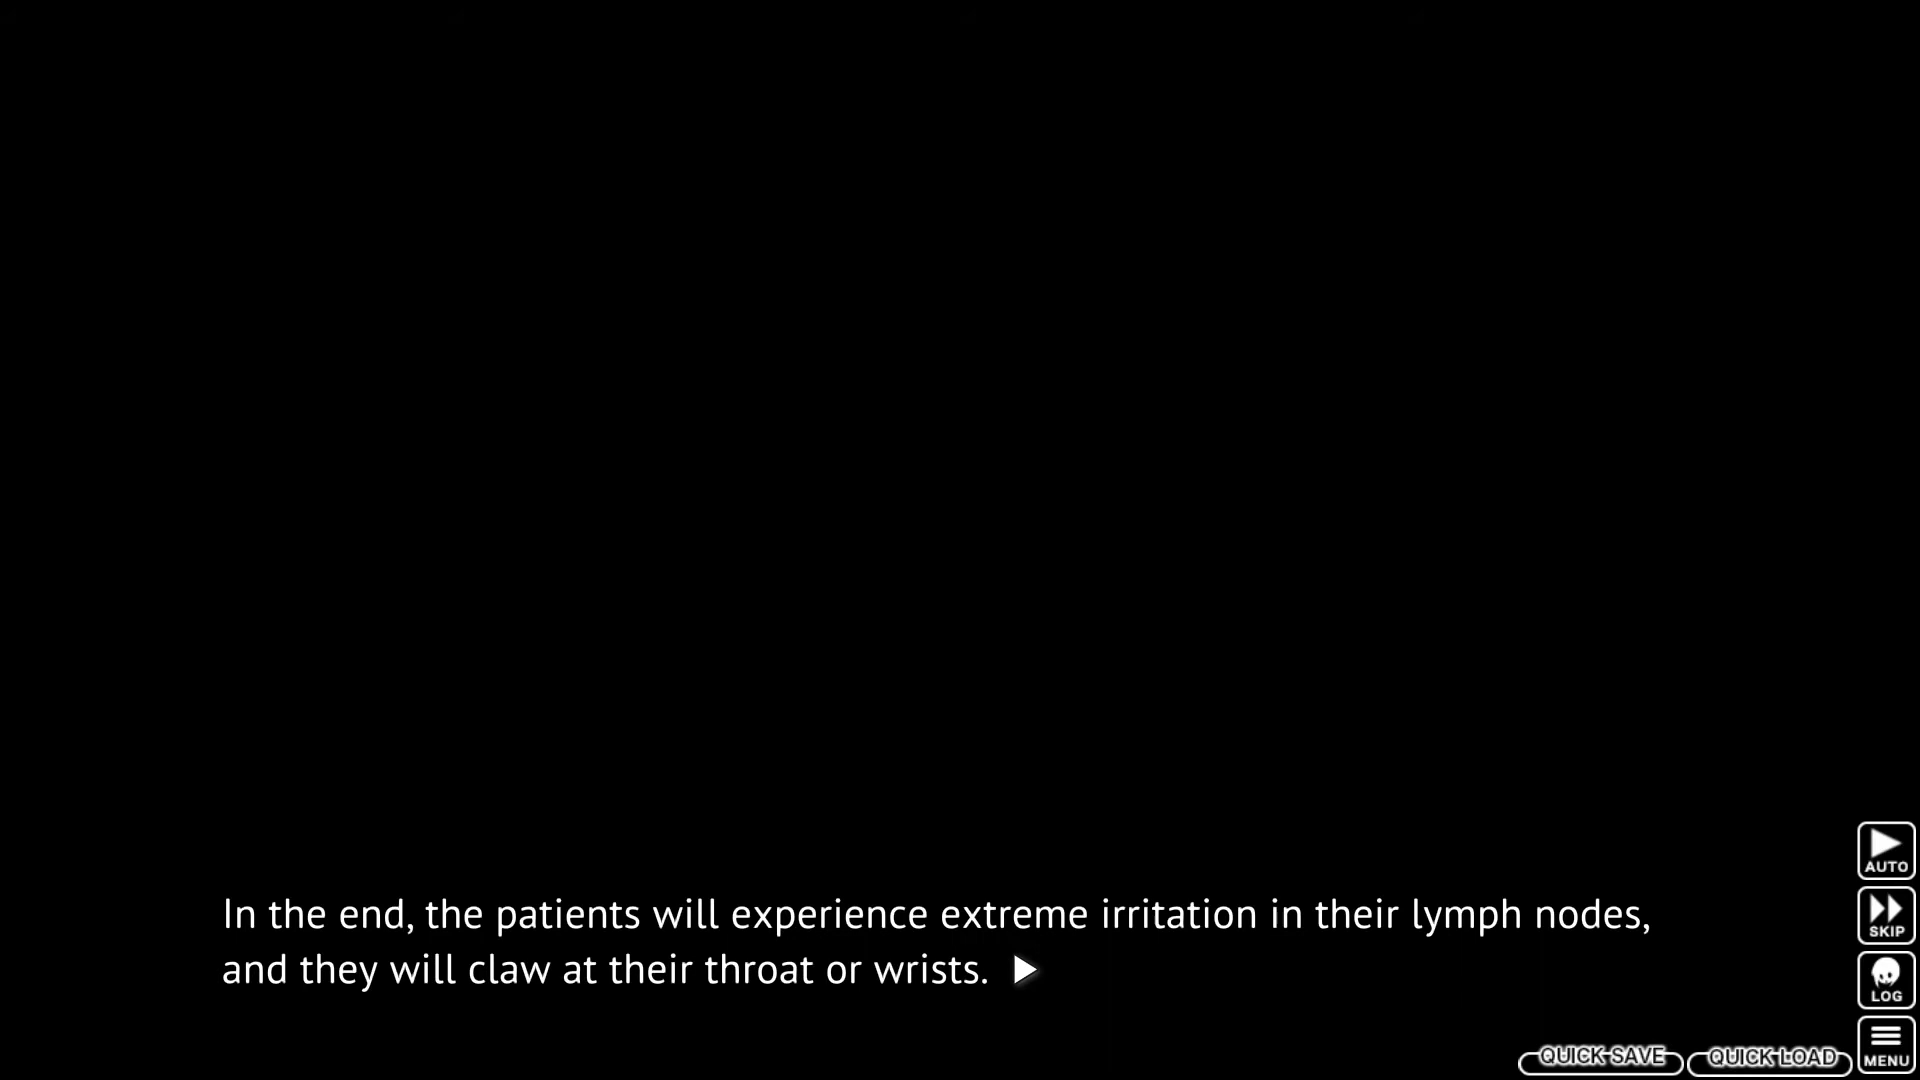 In the end, the patients will experience extreme irritation in their lymph nodes,
and they will claw at their throat or wrists.
AUTO
SKIP
LOG
MENU
QUICK SAVE QUICK LOAD